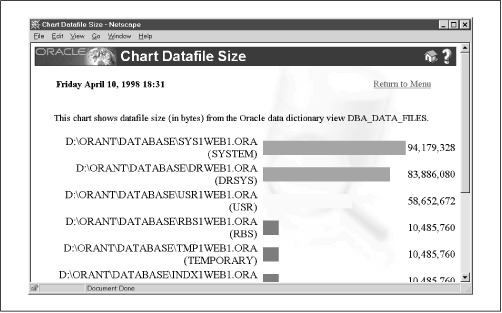 Chart Datafile Size - Netscape
File Edit View Go Window Help
ORACLE Chart Datafile Size ?
Friday April 10, 1998 18:31 Return to Menu
This chart shows datafile size (in bytes) from the Oracle data dictionary view DBA_DATA_FILES.
D:\ORANT\DATABASE\SYS1WEB1.ORA
(SYSTEM) 94,179,328
D:\ORANT\DATABASE\DRWEB1.ORA
(DRSYS) 83,886,080
D:\ORANT\DATABASE\USR1WEB1.ORA
(USR) 58,652,672
D:\ORANT\DATABASE\RBS1WEB1.ORA
(RBS) 10,485,760
D:\ORANT\DATABASE\TMP1WEB1.ORA
(TEMPORARY) 10,485,760
D:\ORANT\DATABASE\INDX1WEB1.ORA
10,485,760
Document Done